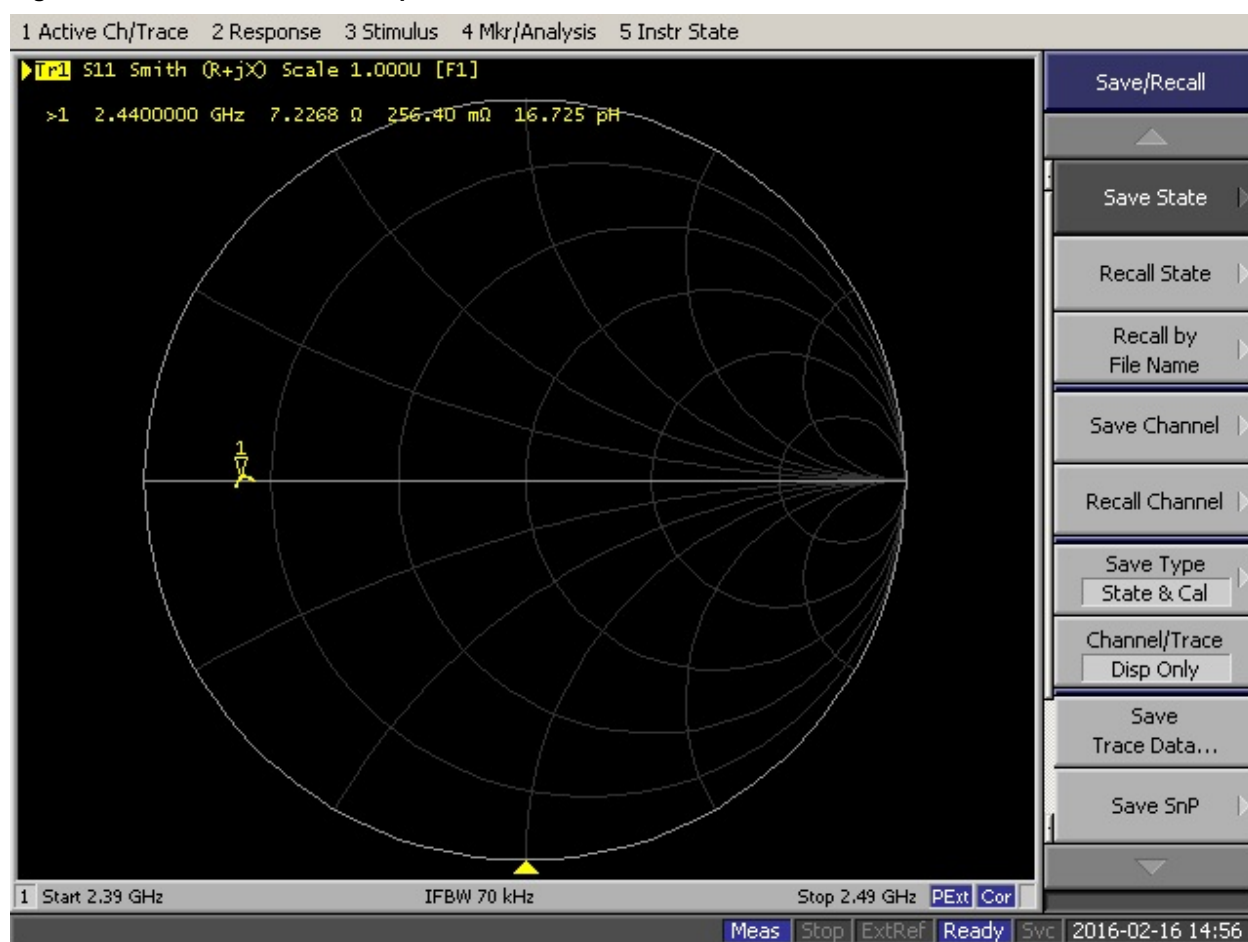 1 Active Ch/Trace 2 Response 3 Stimulus 4 Mkr/Analysis 5 Instr State
Tr1 S11 Smith (R+jX) Scale 1.000U [F1]
>1 2.4400000 GHz 7.2268 Ω 256.40 mΩ 16.725 pH
1
Save/Recall
Save State
Recall State
Recall by
File Name
Save Channel
Recall Channel
Save Type
State & Cal
Channel/Trace
Disp Only
Save
Trace Data...
Save SnP
1 Start 2.39 GHz IFBW 70 kHz Stop 2.49 GHz PExt Cor
Meas Stop ExtRef Ready Svc 2016-02-16 14:56